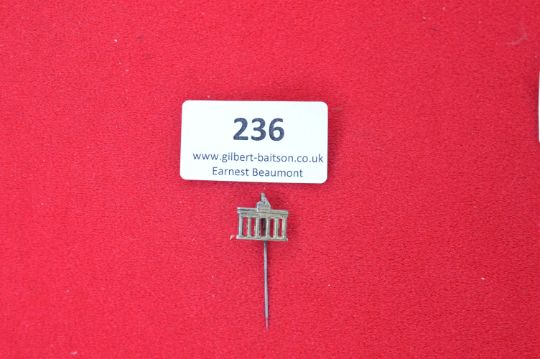 236
www.gilbert-baitson.co.uk
Earnest Beaumont